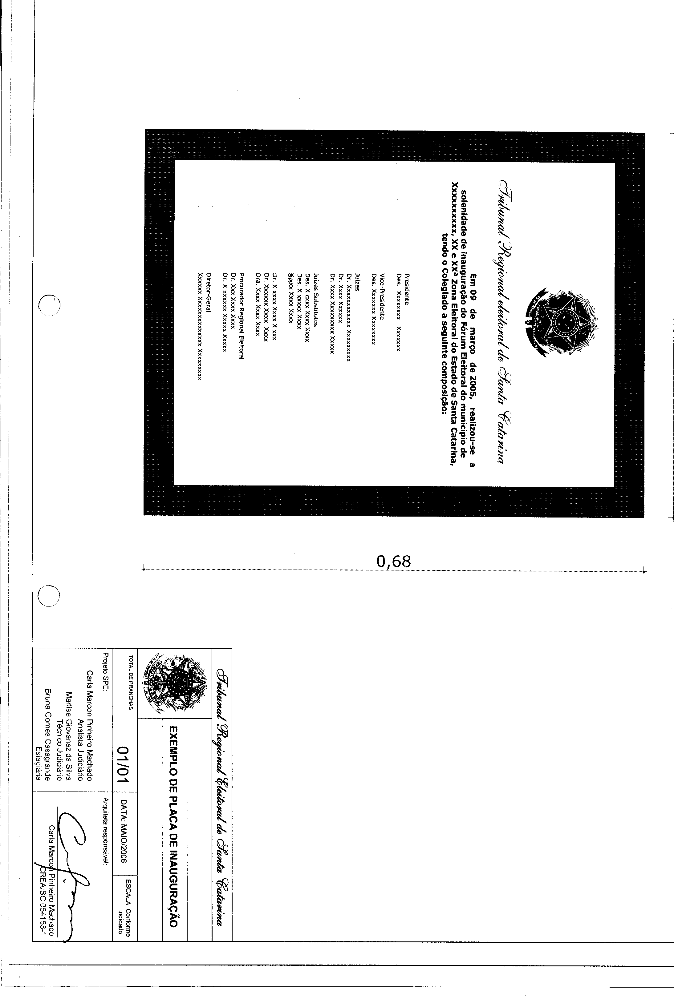 Tribunal Regional eleitoral de Santa Catarina
Em 09 de março de 2005, realizou-se a
solenidade de inauguração do Fórum Eleitoral do município de
Xxxxxxxxxx, XX e XXª Zona Eleitoral do Estado de Santa Catarina,
tendo o Colegiado a seguinte composição:
Presidente
Des. Xxxxxxxx Xxxxxxx
Vice-Presidente
Des. Xxxxxxx Xxxxxxxx
Juízes
Dr. Xxxxxxxxxxx Xxxxxxxxx
Dr. Xxxx Xxxxxx
Dr. Xxxx Xxxxxxxxx Xxxxx
Juízes Substitutos
Des. X cxxx Xxxx Xxxx
Des. X xxxxx Xxxx
Xxxx Xxxx
Dr. X xxxx Xxxx X xxx
Dr. Xxxxxx Xxxx Xxxx
Dra. Xxxx Xxxx Xxxx
Procurador Regional Eleitoral
Dr. Xxx Xxxx Xxxx
Dr. X xxxxxx Xxxxx Xxxxx
Diretor-Geral
Xxxxxx Xxxxxxxxxxxxxx Xxxxxxxxx
0,68
Tribunal Regional Eleitoral de Santa Catarina
EXEMPLO DE PLACA DE INAUGURAÇÃO
TOTAL DE PRANCHAS
01/01
DATA: MAIO/2006
ESCALA: Conforme
indicado
Projeto SPE:
Carla Marcon Pinheiro Machado
Analista Judiciário
Marlise Giovanaz da Silva
Técnico Judiciário
Bruna Gomes Casagrande
Estagiária
Arquiteta responsável:
Carla Marcon Pinheiro Machado
CREA/SC 054153-1